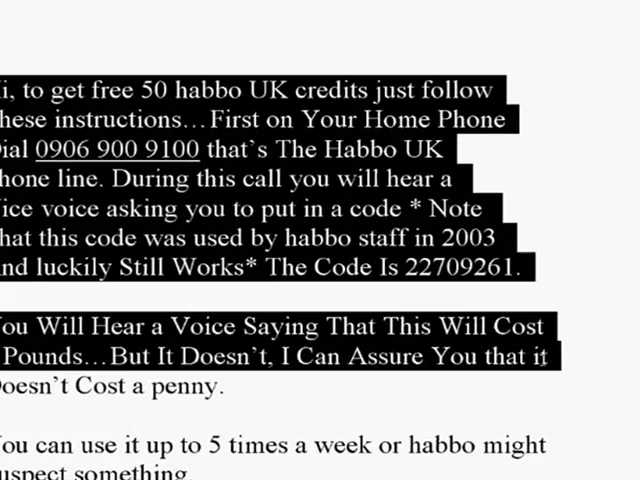 i, to get free 50 habbo UK credits just follow
hese instructions…First on Your Home Phone
ial 0906 900 9100 that's The Habbo UK
hone line. During this call you will hear a
ice voice asking you to put in a code * Note
hat this code was used by habbo staff in 2003
nd luckily Still Works* The Code Is 22709261.
ou Will Hear a Voice Saying That This Will Cost
Pounds…But It Doesn't, I Can Assure You that it
oesn't Cost a penny.
ou can use it up to 5 times a week or habbo might
uspect something.